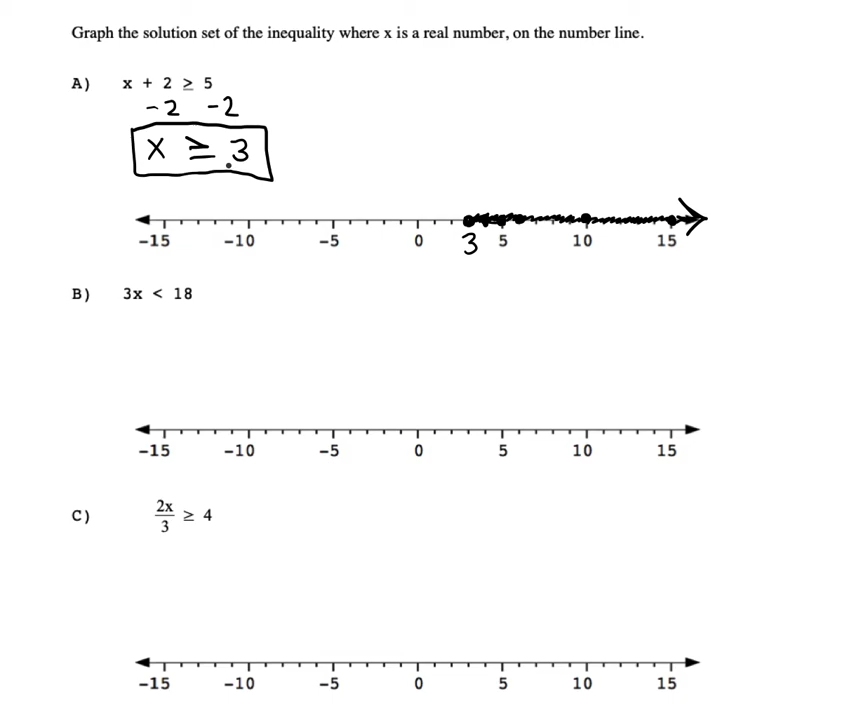 Graph the solution set of the inequality where x is a real number, on the number line.
A) x + 2 ≥ 5
-2 -2
x ≥ 3
-15 -10 -5 0 3 5 10 15
B) 3x < 18
-15 -10 -5 0 5 10 15
C) 2x/3 ≥ 4
-15 -10 -5 0 5 10 15